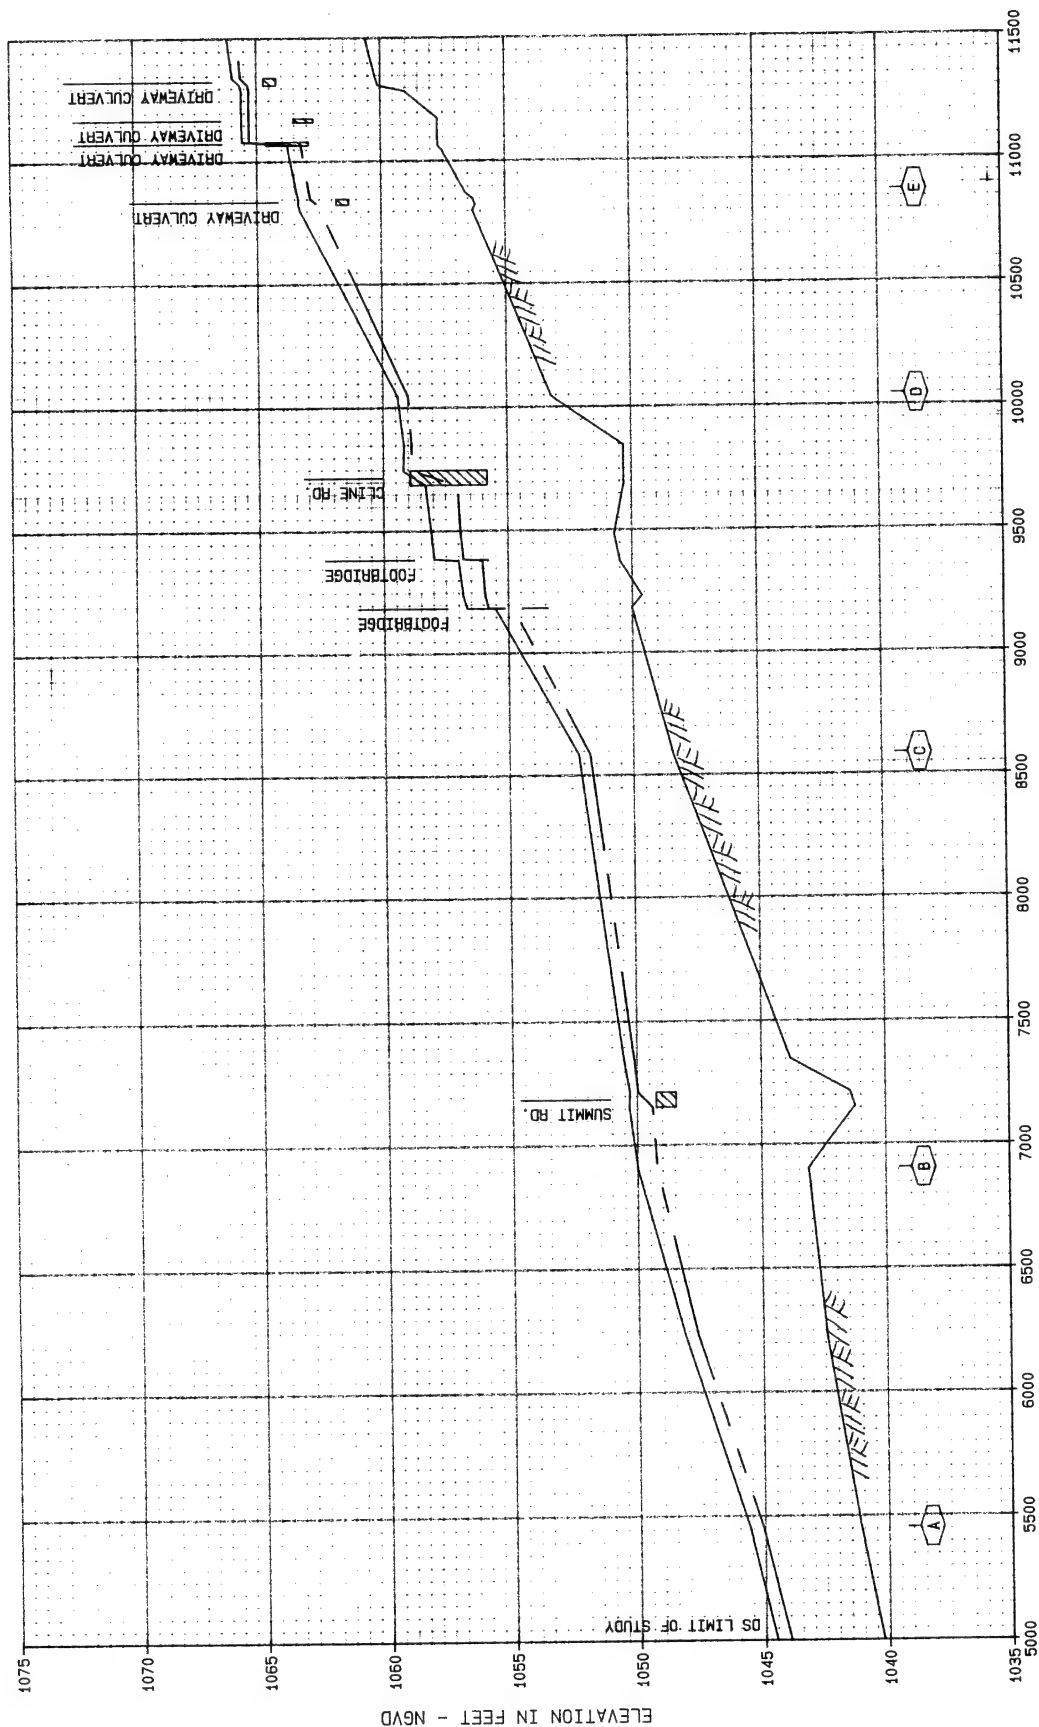 ELEVATION IN FEET - NGVD
1075
1070
1065
1060
1055
1050
1045
1040
1035
5000
5500
6000
6500
7000
7500
8000
8500
9000
9500
10000
10500
11000
11500
DS LIMIT OF STUDY
SUMMIT RD.
FOOTBRIDGE
FOOTBRIDGE
CLINE RD.
DRIVEWAY CULVERT
DRIVEWAY CULVERT
DRIVEWAY CULVERT
DRIVEWAY CULVERT
A
B
C
D
E